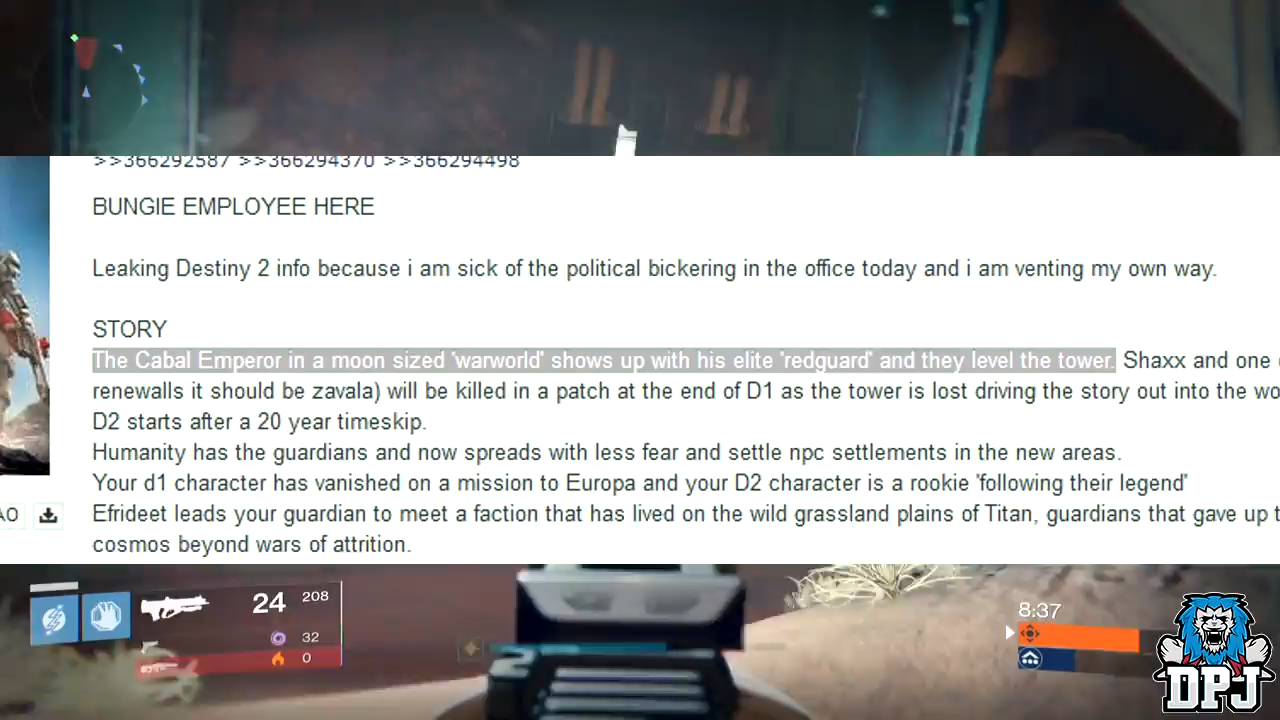 >>366292587 >>366294370 >>366294498
BUNGIE EMPLOYEE HERE
Leaking Destiny 2 info because i am sick of the political bickering in the office today and i am venting my own way.
STORY
The Cabal Emperor in a moon sized 'warworld' shows up with his elite 'redguard' and they level the tower. Shaxx and one
renewalls it should be zavala) will be killed in a patch at the end of D1 as the tower is lost driving the story out into the wo
D2 starts after a 20 year timeskip.
Humanity has the guardians and now spreads with less fear and settle npc settlements in the new areas.
Your d1 character has vanished on a mission to Europa and your D2 character is a rookie 'following their legend'
AO
Efrideet leads your guardian to meet a faction that has lived on the wild grassland plains of Titan, guardians that gave up t
cosmos beyond wars of attrition.
24 208
32
0
8:37
DPJ